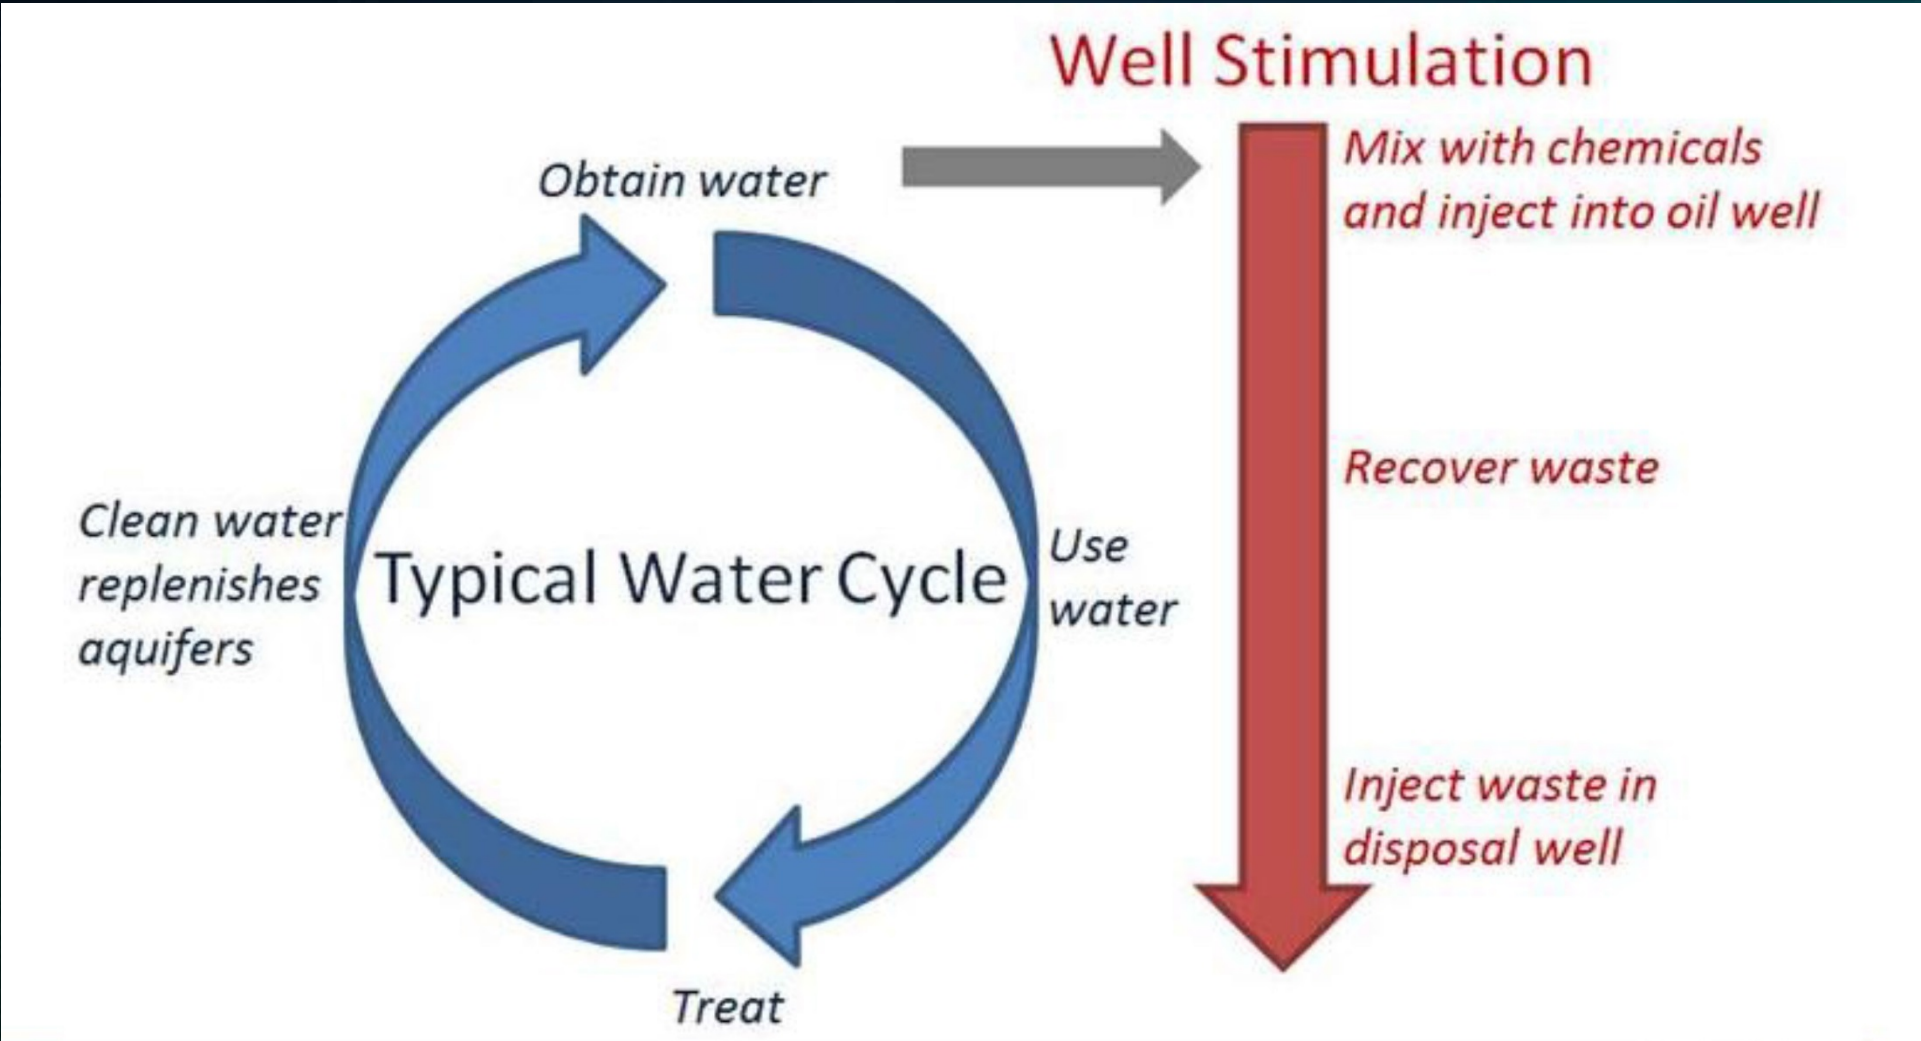 Well Stimulation
Mix with chemicals
and inject into oil well
Obtain water
Recover waste
Clean water
replenishes
aquifers
Typical Water Cycle
Use
water
Inject waste in
disposal well
Treat